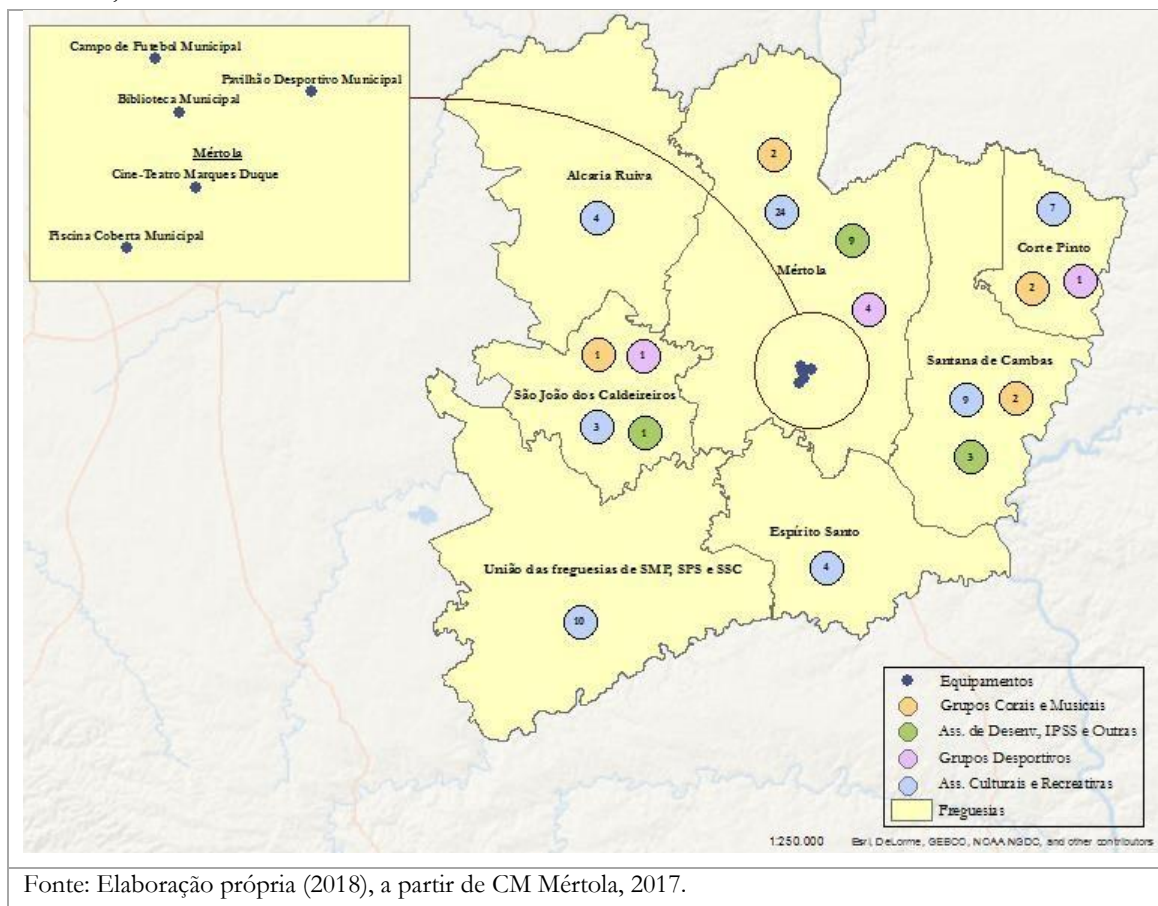 Campo de Futebol Municipal
Pavilhão Desportivo Municipal
Biblioteca Municipal
Mértola
Cine-Teatro Marques Duque
Piscina Coberta Municipal
Alcaria Ruiva
4
2
24
9
Mértola
4
7
Corte Pinto
2
1
Santana de Cambas
9
2
3
1
1
São João dos Caldeireiros
3
1
Espírito Santo
4
União das freguesias de SMP, SPS e SSC
10
Equipamentos
Grupos Corais e Musicais
Ass. de Desenv., IPSS e Outras
Grupos Desportivos
Ass. Culturais e Recreativas
Freguesias
1:250.000
Esri, DeLorme, GEBCO, NOAA NGDC, and other contributors
Fonte: Elaboração própria (2018), a partir de CM Mértola, 2017.